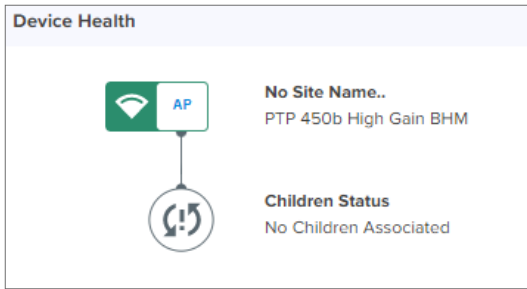 Device Health
AP
No Site Name..
PTP 450b High Gain BHM
Children Status
No Children Associated